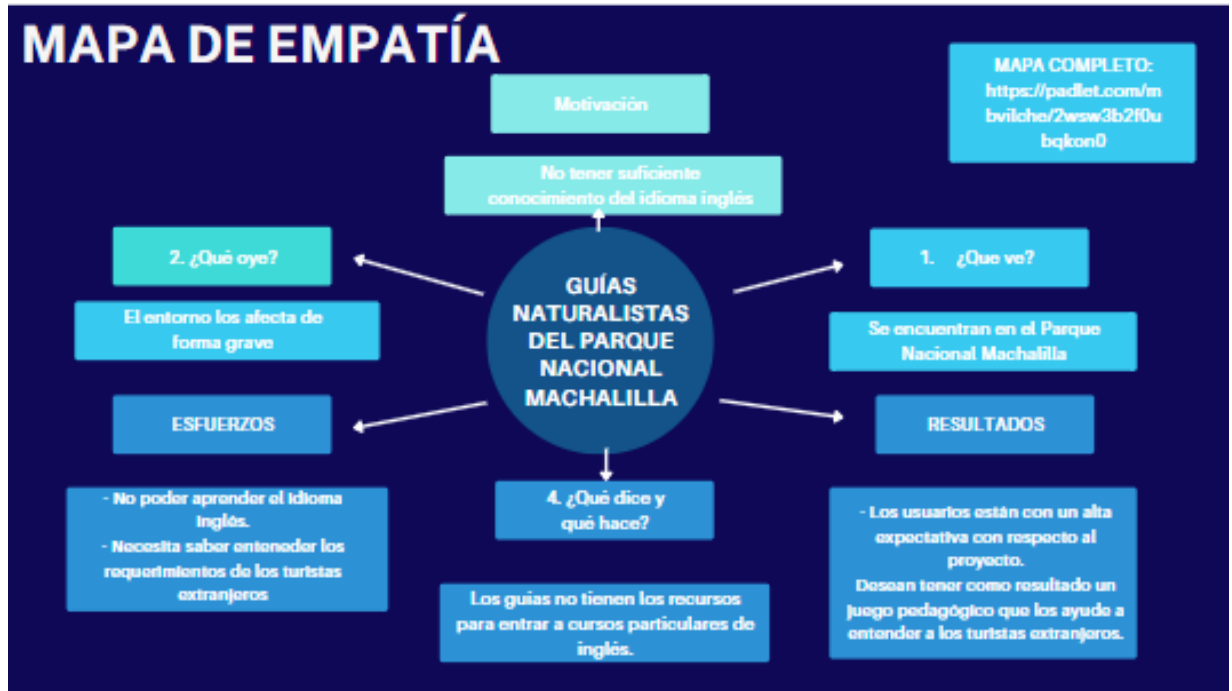 MAPA DE EMPATÍA
MAPA COMPLETO:
https://padlet.com/m
bvilche/2wsw3b2f0u
bqkon0
Motivación
No tener suficiente
conocimiento del idioma inglés
2. ¿Qué oye?
El entorno los afecta de
forma grave
GUÍAS
NATURALISTAS
DEL PARQUE
NACIONAL
MACHALILLA
1. ¿Que ve?
Se encuentran en el Parque
Nacional Machalilla
ESFUERZOS
- No poder aprender el idioma
inglés.
- Necesita saber enteneder los
requerimientos de los turistas
extranjeros
4. ¿Qué dice y
qué hace?
Los guias no tienen los recursos
para entrar a cursos particulares de
inglés.
RESULTADOS
- Los usuarios están con un alta
expectativa con respecto al
proyecto.
Desean tener como resultado un
juego pedagógico que los ayude a
entender a los turistas extranjeros.